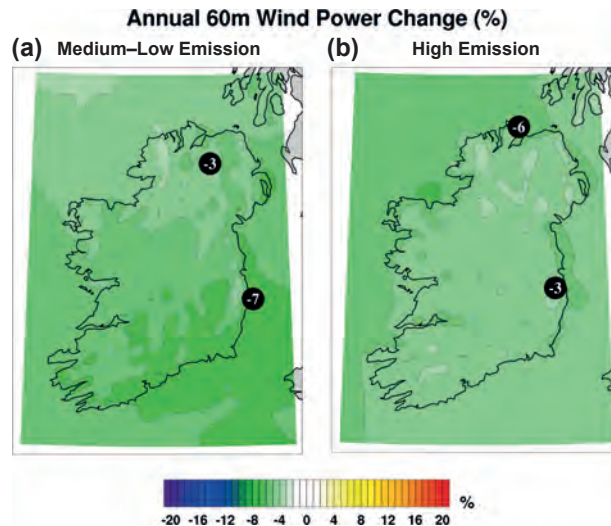 Annual 60m Wind Power Change (%)
(a) Medium–Low Emission
(b) High Emission
-3
-7
-6
-3
%
-20 -16 -12 -8 -4 0 4 8 12 16 20